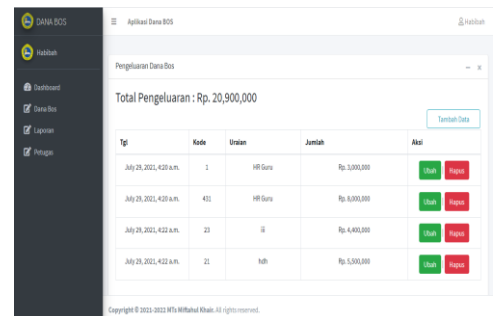 DANA BOS
Aplikasi Dana BOS
Habibah
Habibah
Dashboard
Dana Bos
Laporan
Petugas
Pengeluaran Dana Bos
Total Pengeluaran : Rp. 20,900,000
Tambah Data
Tgl Kode Uraian Jumlah Aksi
July 29, 2021, 4:20 a.m. 1 HR Guru Rp. 3,000,000 Ubah Hapus
July 29, 2021, 4:20 a.m. 431 HR Guru Rp. 8,000,000 Ubah Hapus
July 29, 2021, 4:22 a.m. 23 Rp. 4,400,000 Ubah Hapus
July 29, 2021, 4:22 a.m. 21 hdh Rp. 5,500,000 Ubah Hapus
Copyright © 2021-2022 MTs Miftahul Khair. All rights reserved.